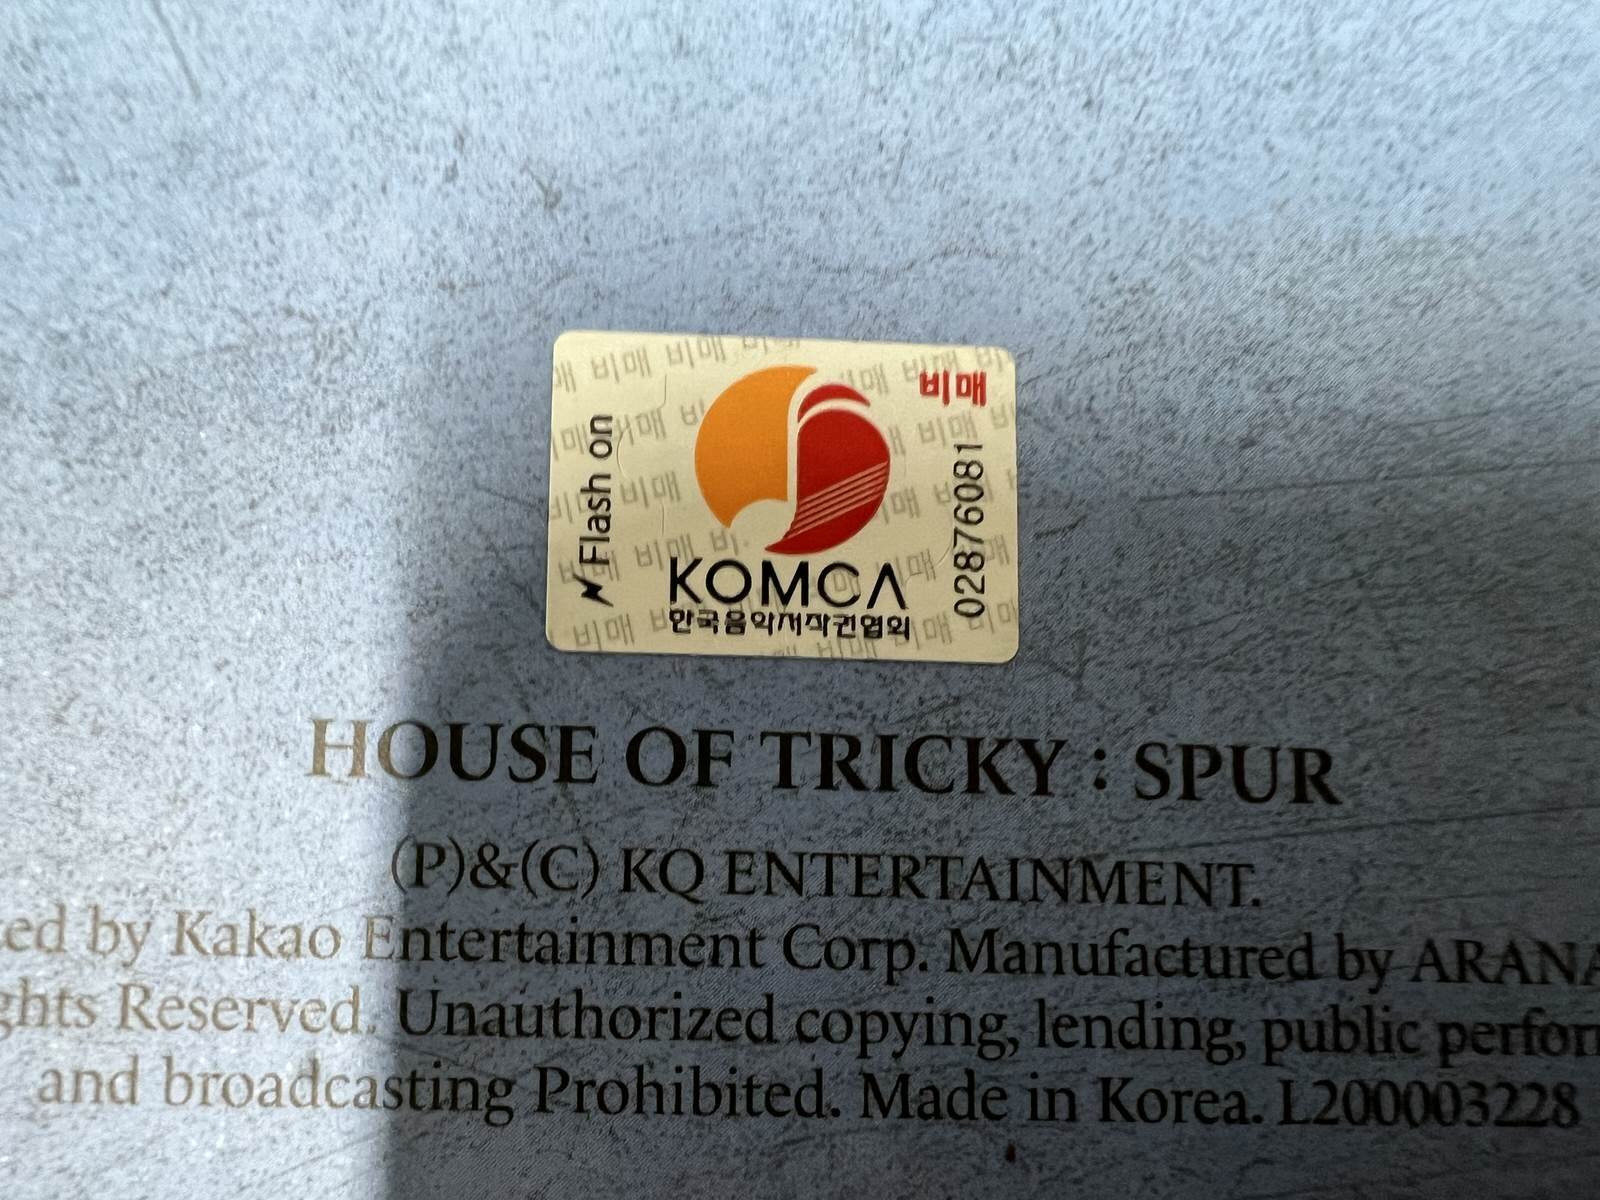 비매
Flash on
02876081
KOMCA
한국음악저작권협회
HOUSE OF TRICKY : SPUR
(P)&(C) KQ ENTERTAINMENT.
by Kakao Entertainment Corp. Manufactured by
Reserved. Unauthorized copying, lending, public
and broadcasting Prohibited. Made in Korea. L200003228